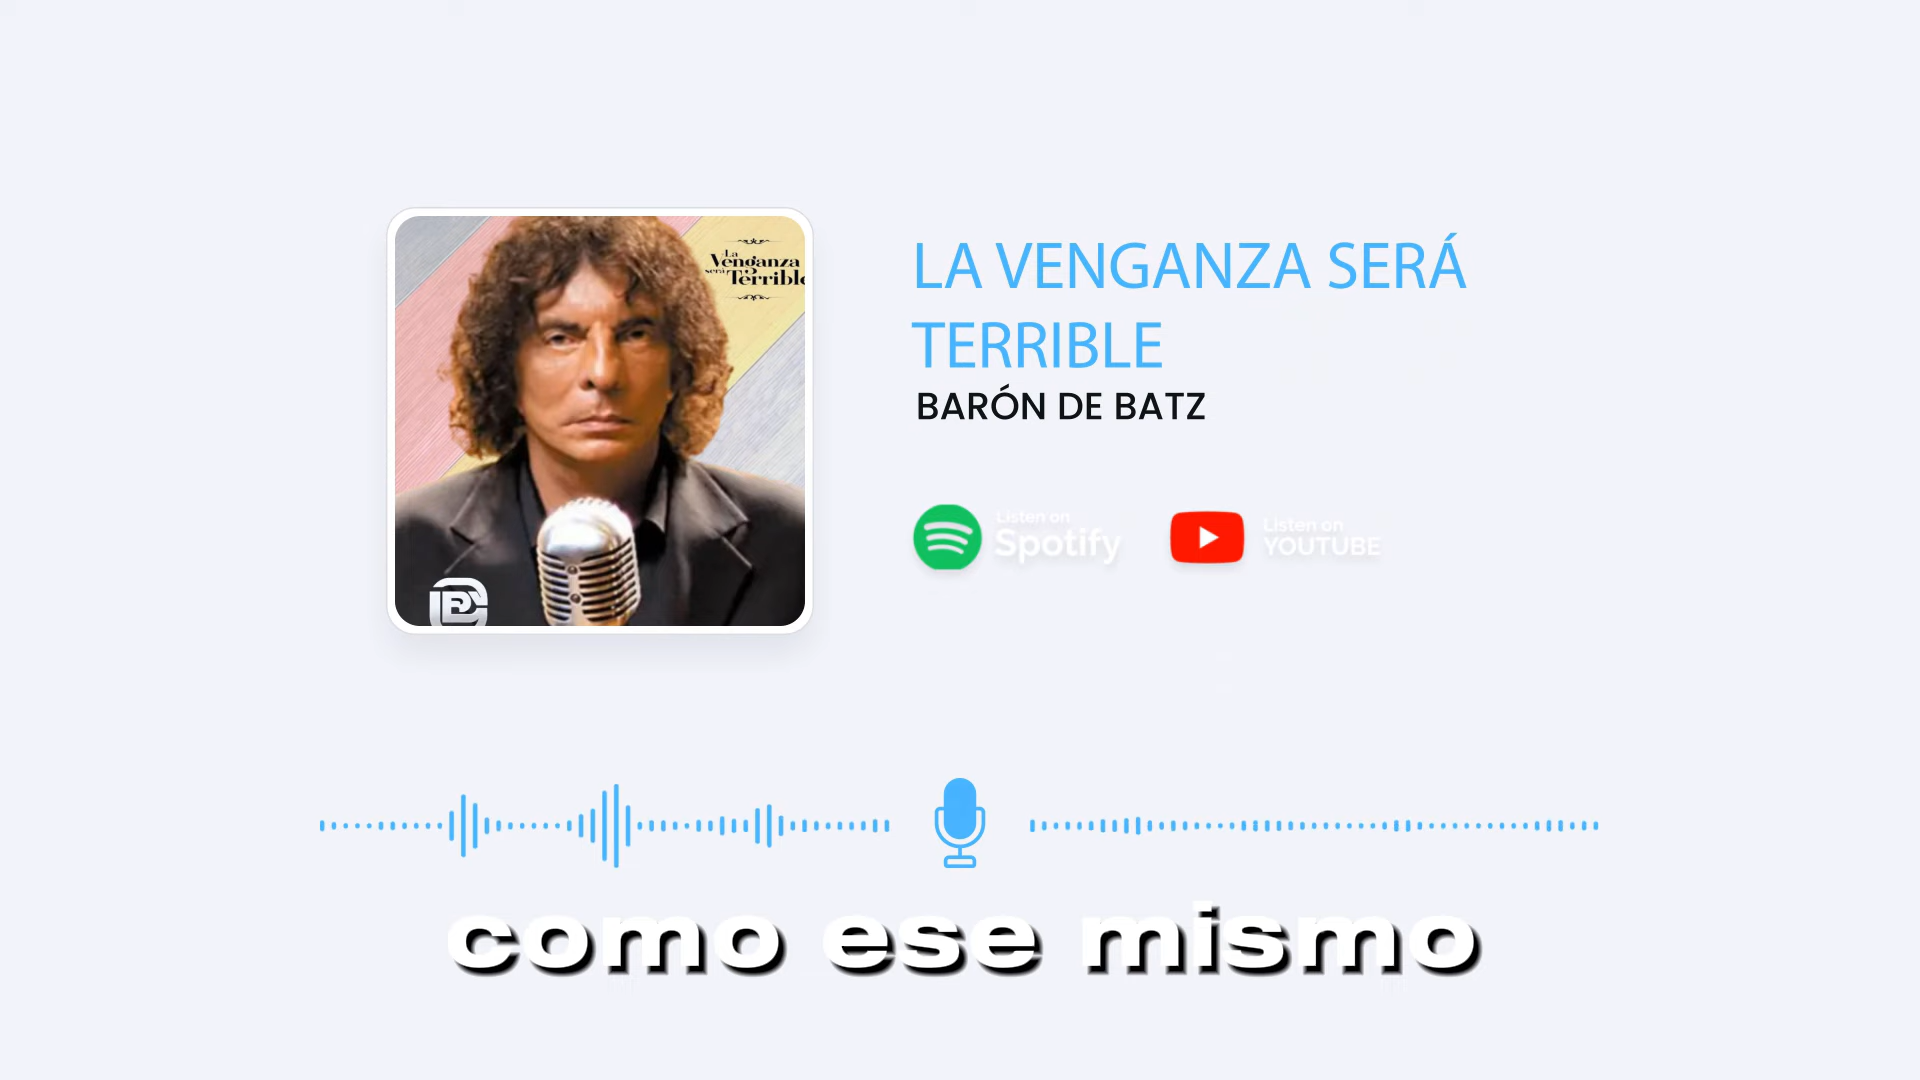 La
Venganza
será Terrible
LA VENGANZA SERÁ
TERRIBLE
BARÓN DE BATZ
Listen on
Spotify
Listen on
YOUTUBE
como ese mismo